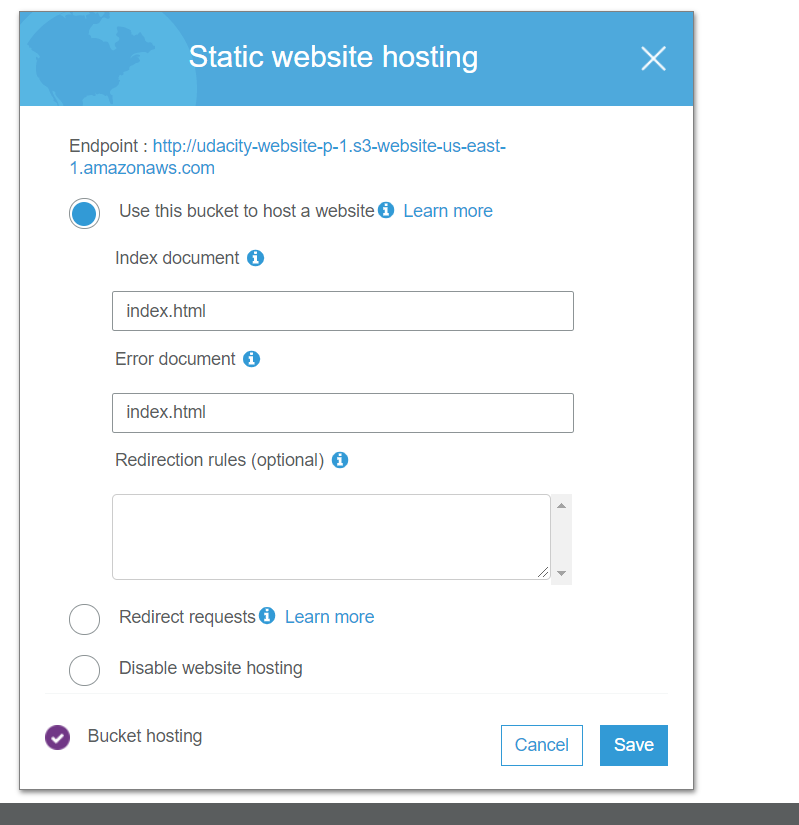 Static website hosting
Endpoint : http://udacity-website-p-1.s3-website-us-east-
1.amazonaws.com
Use this bucket to host a website Learn more
Index document
index.html
Error document
index.html
Redirection rules (optional)
Redirect requests Learn more
Disable website hosting
Bucket hosting
Cancel Save